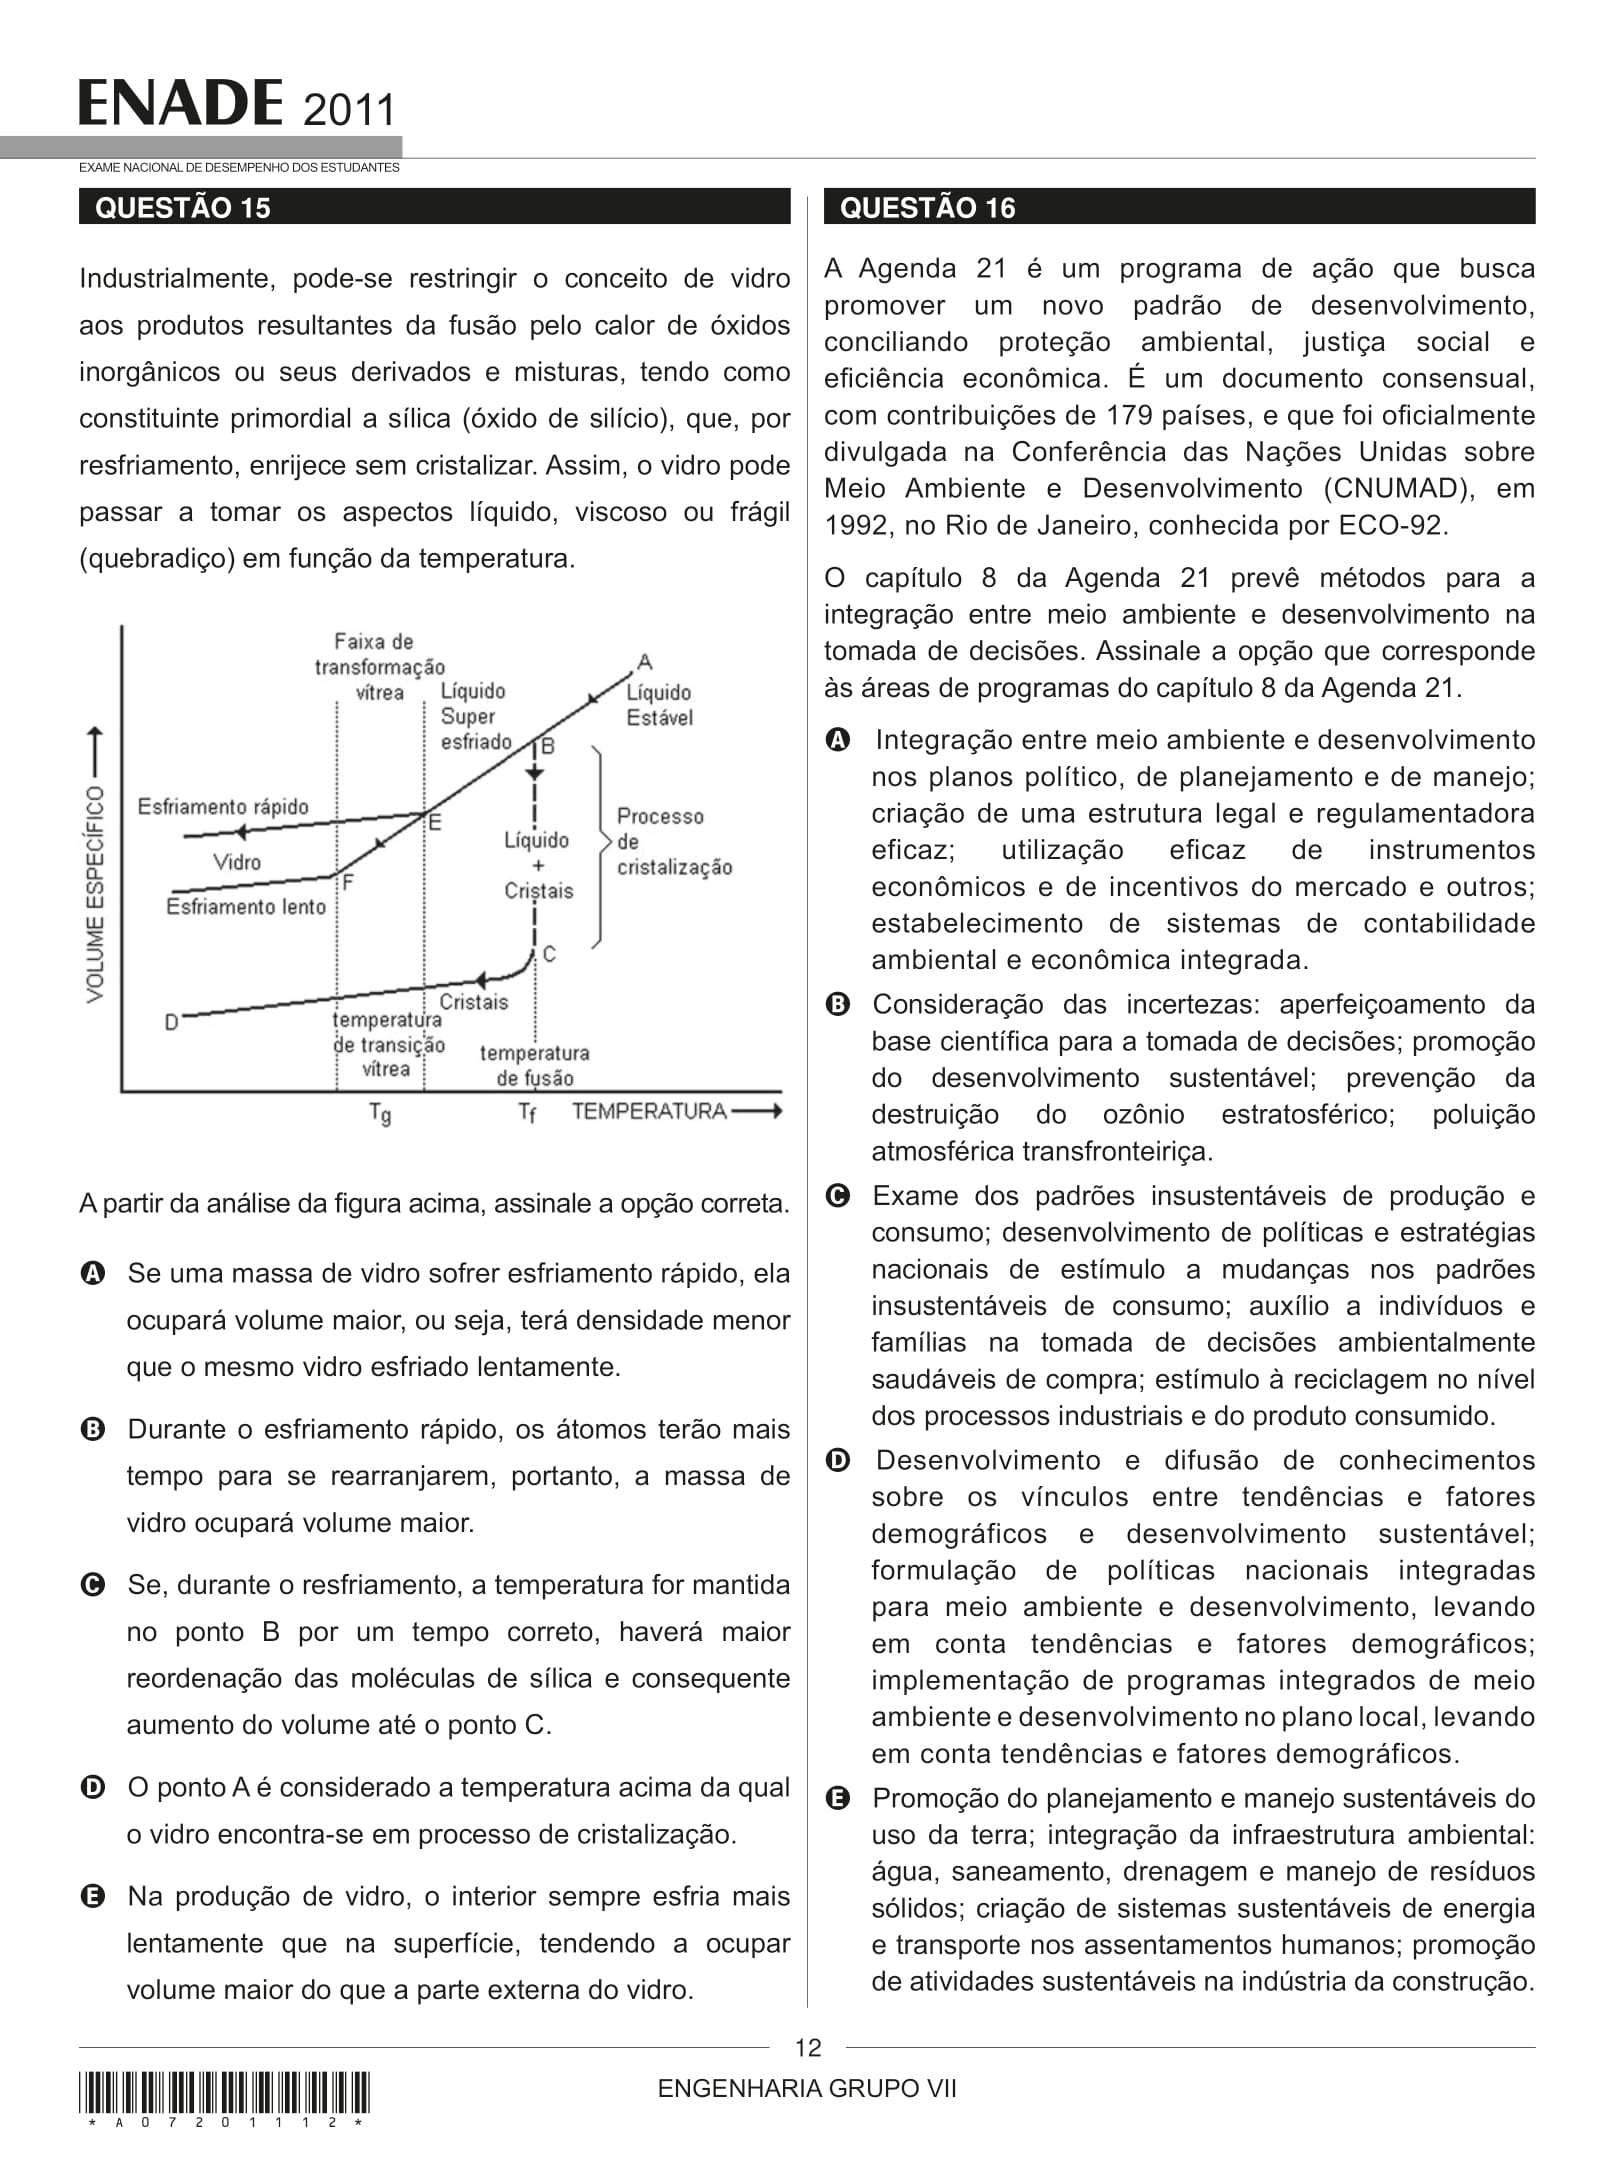 ENADE 2011
EXAME NACIONAL DE DESEMPENHO DOS ESTUDANTES
QUESTÃO 15
Industrialmente, pode-se restringir o conceito de vidro
aos produtos resultantes da fusão pelo calor de óxidos
inorgânicos ou seus derivados e misturas, tendo como
constituinte primordial a sílica (óxido de silício), que, por
resfriamento, enrijece sem cristalizar. Assim, o vidro pode
passar a tomar os aspectos líquido, viscoso ou frágil
(quebradiço) em função da temperatura.
Faixa de
transformação
vítrea
Líquido
Super
esfriado
A
Líquido
Estável
B
Esfriamento rápido
E
Vidro
F
Esfriamento lento
Líquido
+
Cristais
Processo
de
cristalização
C
Cristais
D
temperatura
de transição
vítrea
temperatura
de fusão
VOLUME ESPECÍFICO
Tg
Tf
TEMPERATURA
A partir da análise da figura acima, assinale a opção correta.
A Se uma massa de vidro sofrer esfriamento rápido, ela
ocupará volume maior, ou seja, terá densidade menor
que o mesmo vidro esfriado lentamente.
B Durante o esfriamento rápido, os átomos terão mais
tempo para se rearranjarem, portanto, a massa de
vidro ocupará volume maior.
C Se, durante o resfriamento, a temperatura for mantida
no ponto B por um tempo correto, haverá maior
reordenação das moléculas de sílica e consequente
aumento do volume até o ponto C.
D O ponto A é considerado a temperatura acima da qual
o vidro encontra-se em processo de cristalização.
E Na produção de vidro, o interior sempre esfria mais
lentamente que na superfície, tendendo a ocupar
volume maior do que a parte externa do vidro.
QUESTÃO 16
A Agenda 21 é um programa de ação que busca
promover um novo padrão de desenvolvimento,
conciliando proteção ambiental, justiça social e
eficiência econômica. É um documento consensual,
com contribuições de 179 países, e que foi oficialmente
divulgada na Conferência das Nações Unidas sobre
Meio Ambiente e Desenvolvimento (CNUMAD), em
1992, no Rio de Janeiro, conhecida por ECO-92.
O capítulo 8 da Agenda 21 prevê métodos para a
integração entre meio ambiente e desenvolvimento na
tomada de decisões. Assinale a opção que corresponde
às áreas de programas do capítulo 8 da Agenda 21.
A Integração entre meio ambiente e desenvolvimento
nos planos político, de planejamento e de manejo;
criação de uma estrutura legal e regulamentadora
eficaz; utilização eficaz de instrumentos
econômicos e de incentivos do mercado e outros;
estabelecimento de sistemas de contabilidade
ambiental e econômica integrada.
B Consideração das incertezas: aperfeiçoamento da
base científica para a tomada de decisões; promoção
do desenvolvimento sustentável; prevenção da
destruição do ozônio estratosférico; poluição
atmosférica transfronteiriça.
C Exame dos padrões insustentáveis de produção e
consumo; desenvolvimento de políticas e estratégias
nacionais de estímulo a mudanças nos padrões
insustentáveis de consumo; auxílio a indivíduos e
famílias na tomada de decisões ambientalmente
saudáveis de compra; estímulo à reciclagem no nível
dos processos industriais e do produto consumido.
D Desenvolvimento e difusão de conhecimentos
sobre os vínculos entre tendências e fatores
demográficos e desenvolvimento sustentável;
formulação de políticas nacionais integradas
para meio ambiente e desenvolvimento, levando
em conta tendências e fatores demográficos;
implementação de programas integrados de meio
ambiente e desenvolvimento no plano local, levando
em conta tendências e fatores demográficos.
E Promoção do planejamento e manejo sustentáveis do
uso da terra; integração da infraestrutura ambiental:
água, saneamento, drenagem e manejo de resíduos
sólidos; criação de sistemas sustentáveis de energia
e transporte nos assentamentos humanos; promoção
de atividades sustentáveis na indústria da construção.
12
ENGENHARIA GRUPO VII
* A 0 7 2 0 1 1 1 2 *